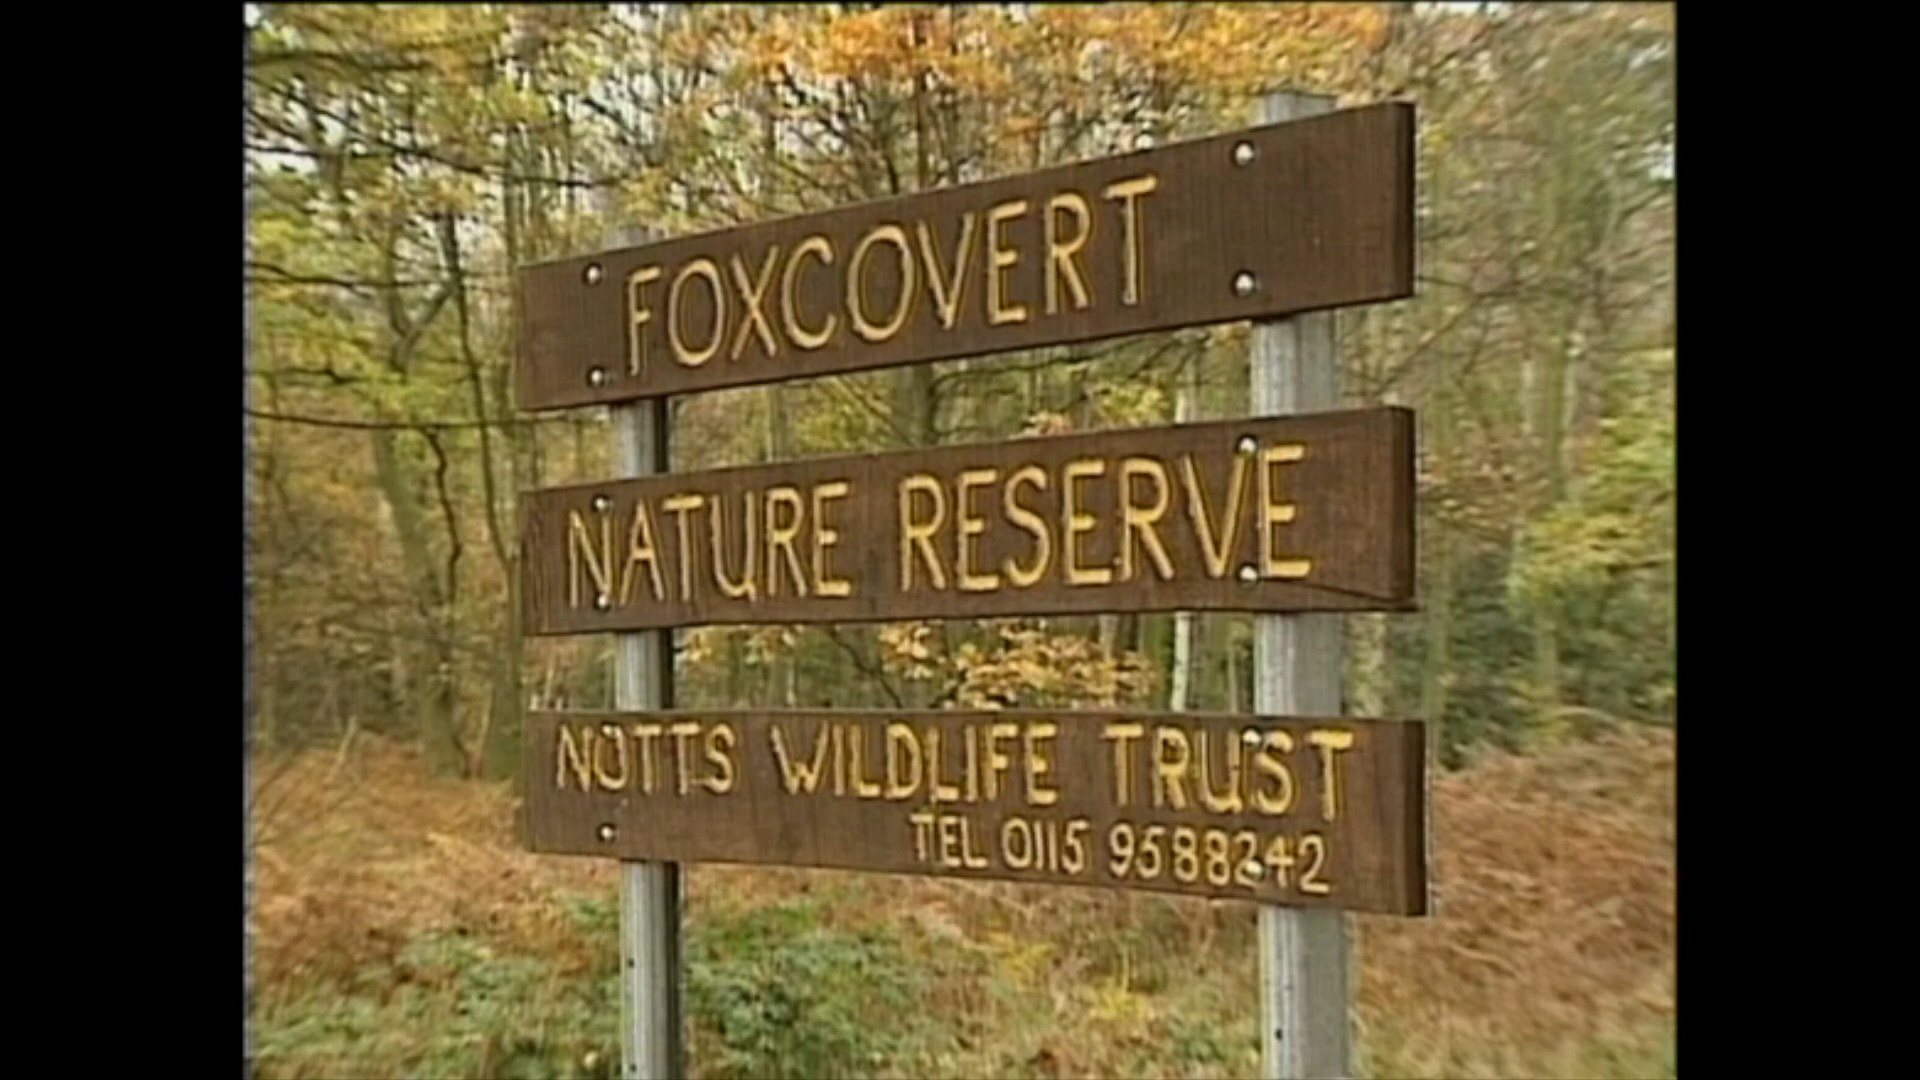 FOXCOVERT
NATURE RESERVE
NOTTS WILDLIFE TRUST
TEL 0115 9588242